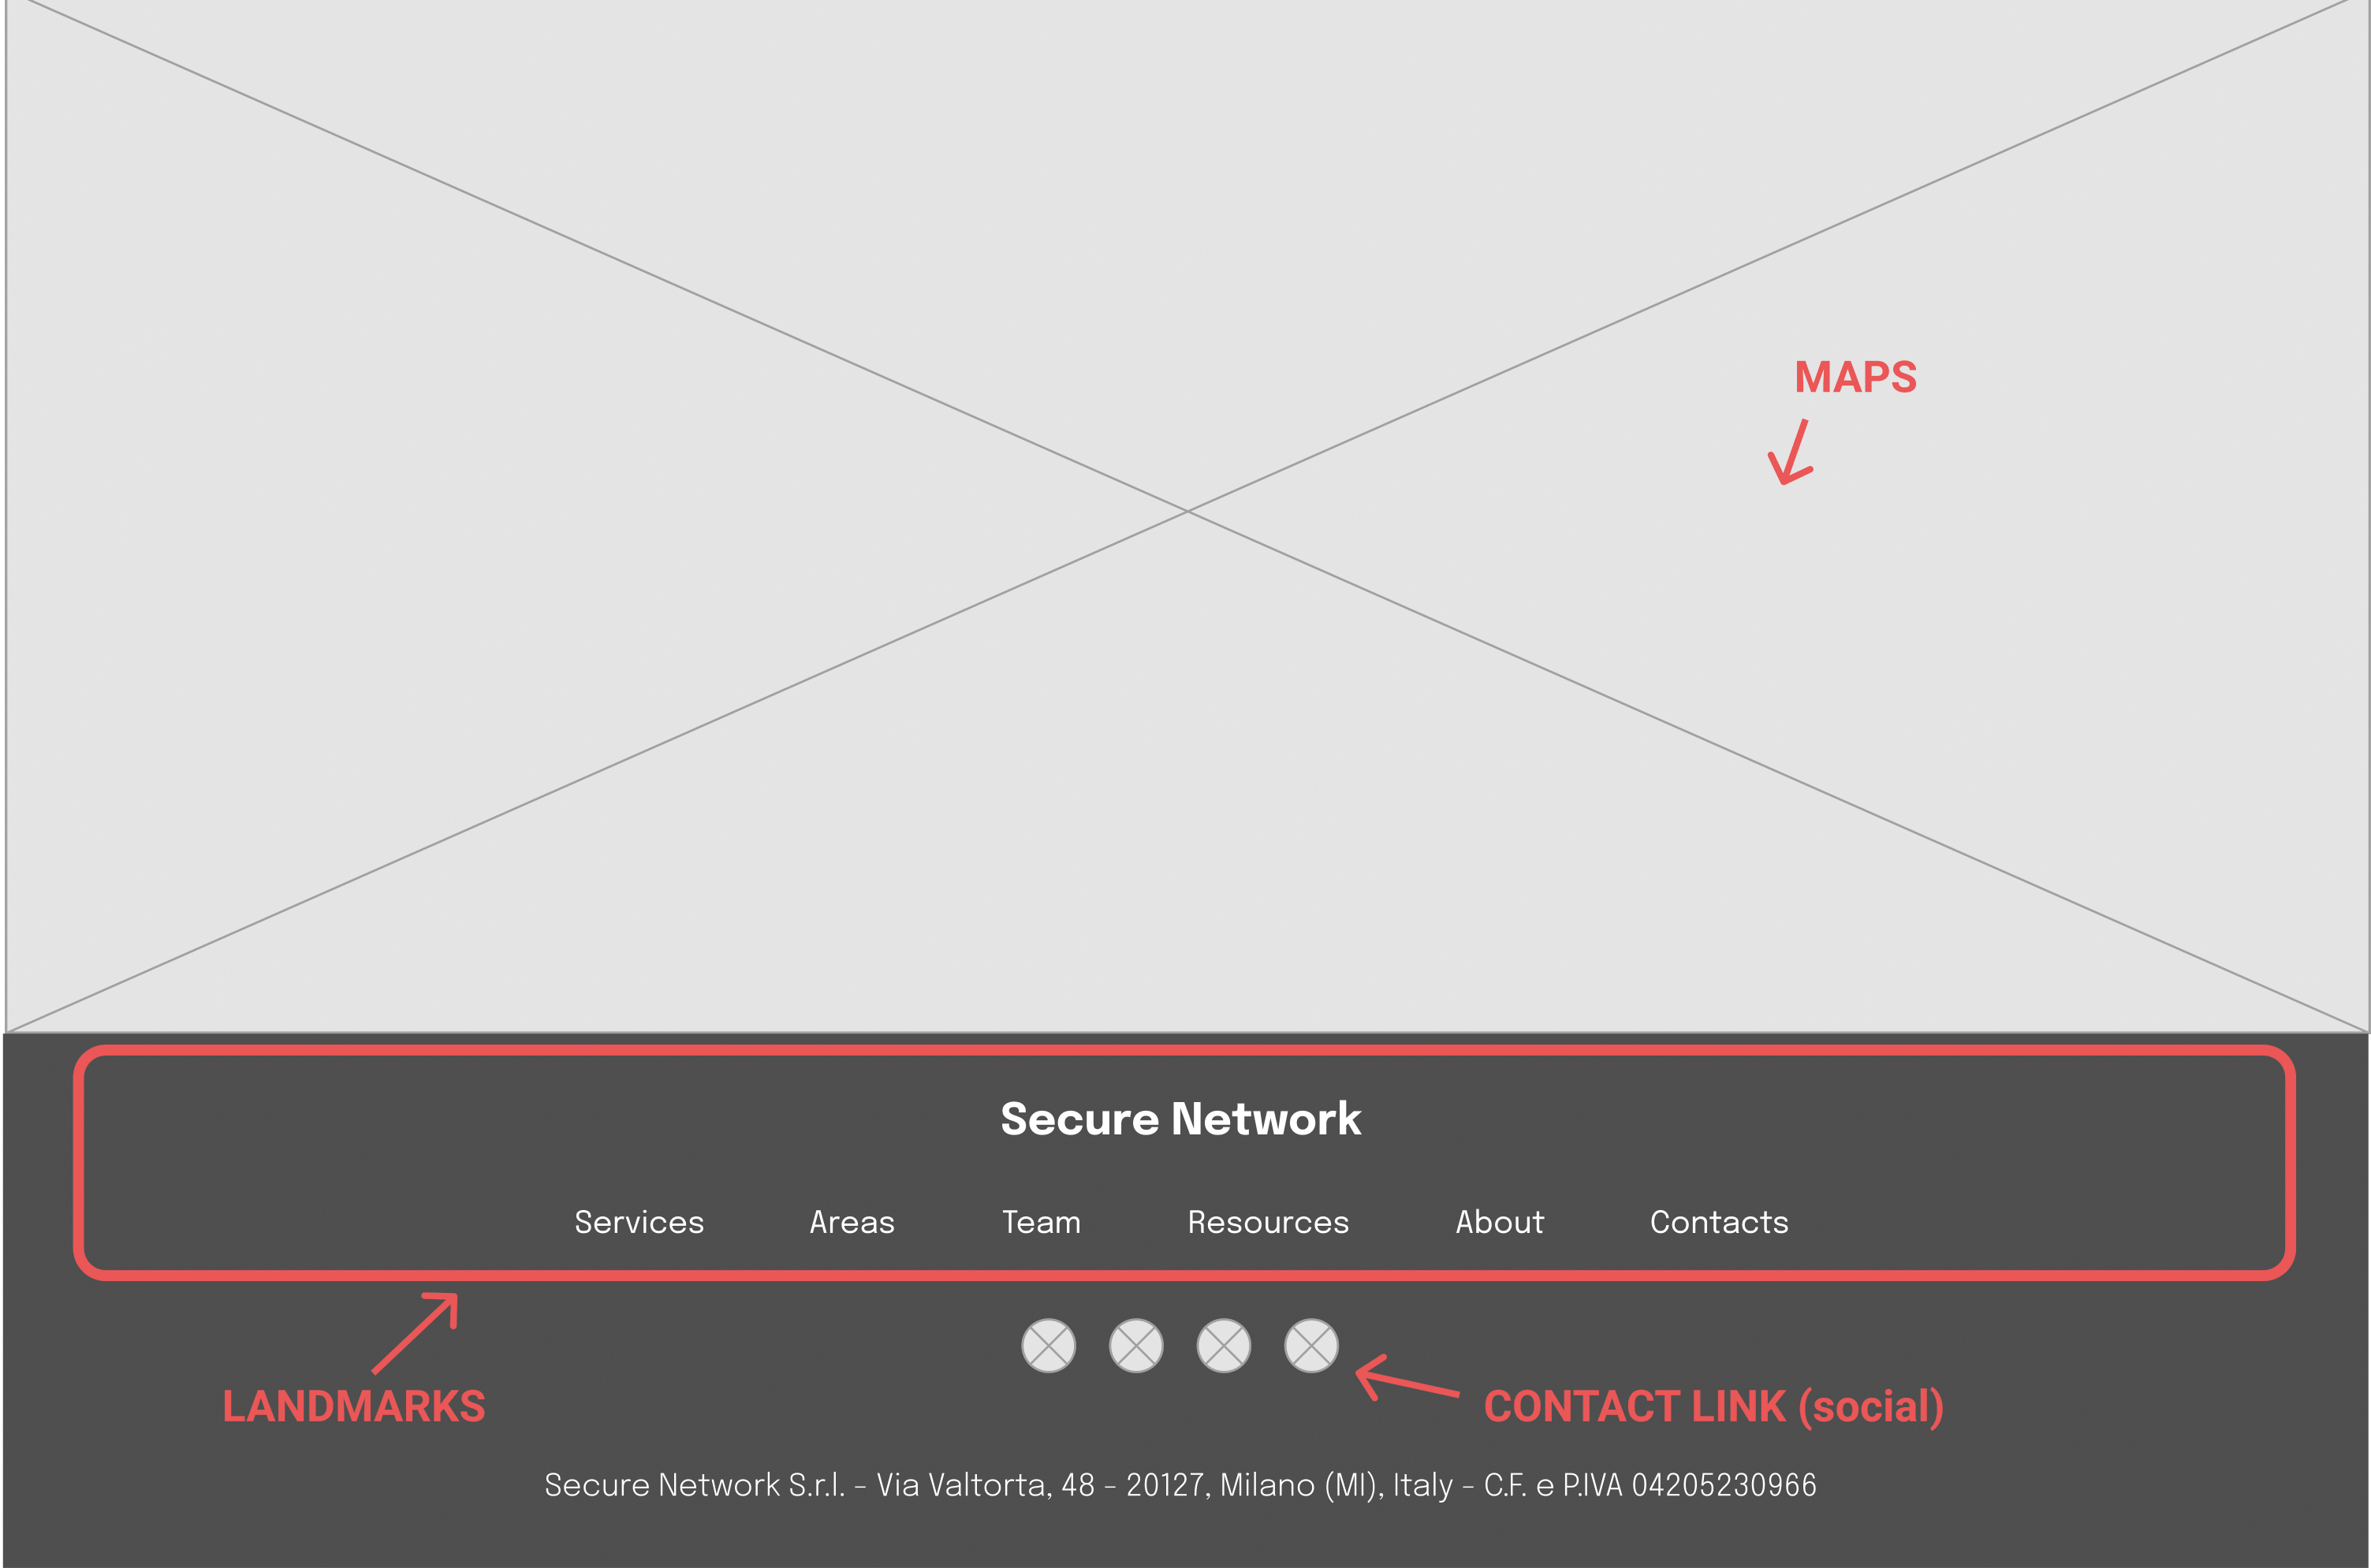 MAPS
Secure Network
Services Areas Team Resources About Contacts
LANDMARKS
CONTACT LINK (social)
Secure Network S.r.l. – Via Valtorta, 48 – 20127, Milano (MI), Italy – C.F. e P.IVA 04205230966